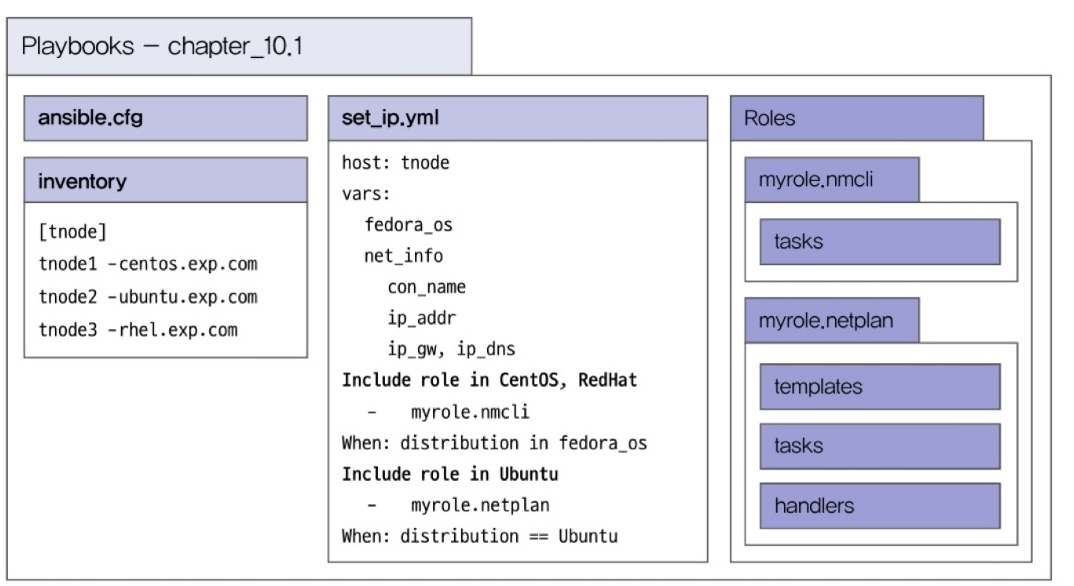 Playbooks – chapter_10.1
ansible.cfg
inventory
[tnode]
tnode1 -centos.exp.com
tnode2 -ubuntu.exp.com
tnode3 -rhel.exp.com
set_ip.yml
host: tnode
vars:
fedora_os
net_info
con_name
ip_addr
ip_gw, ip_dns
Include role in CentOS, RedHat
- myrole.nmcli
When: distribution in fedora_os
Include role in Ubuntu
- myrole.netplan
When: distribution == Ubuntu
Roles
myrole.nmcli
tasks
myrole.netplan
templates
tasks
handlers